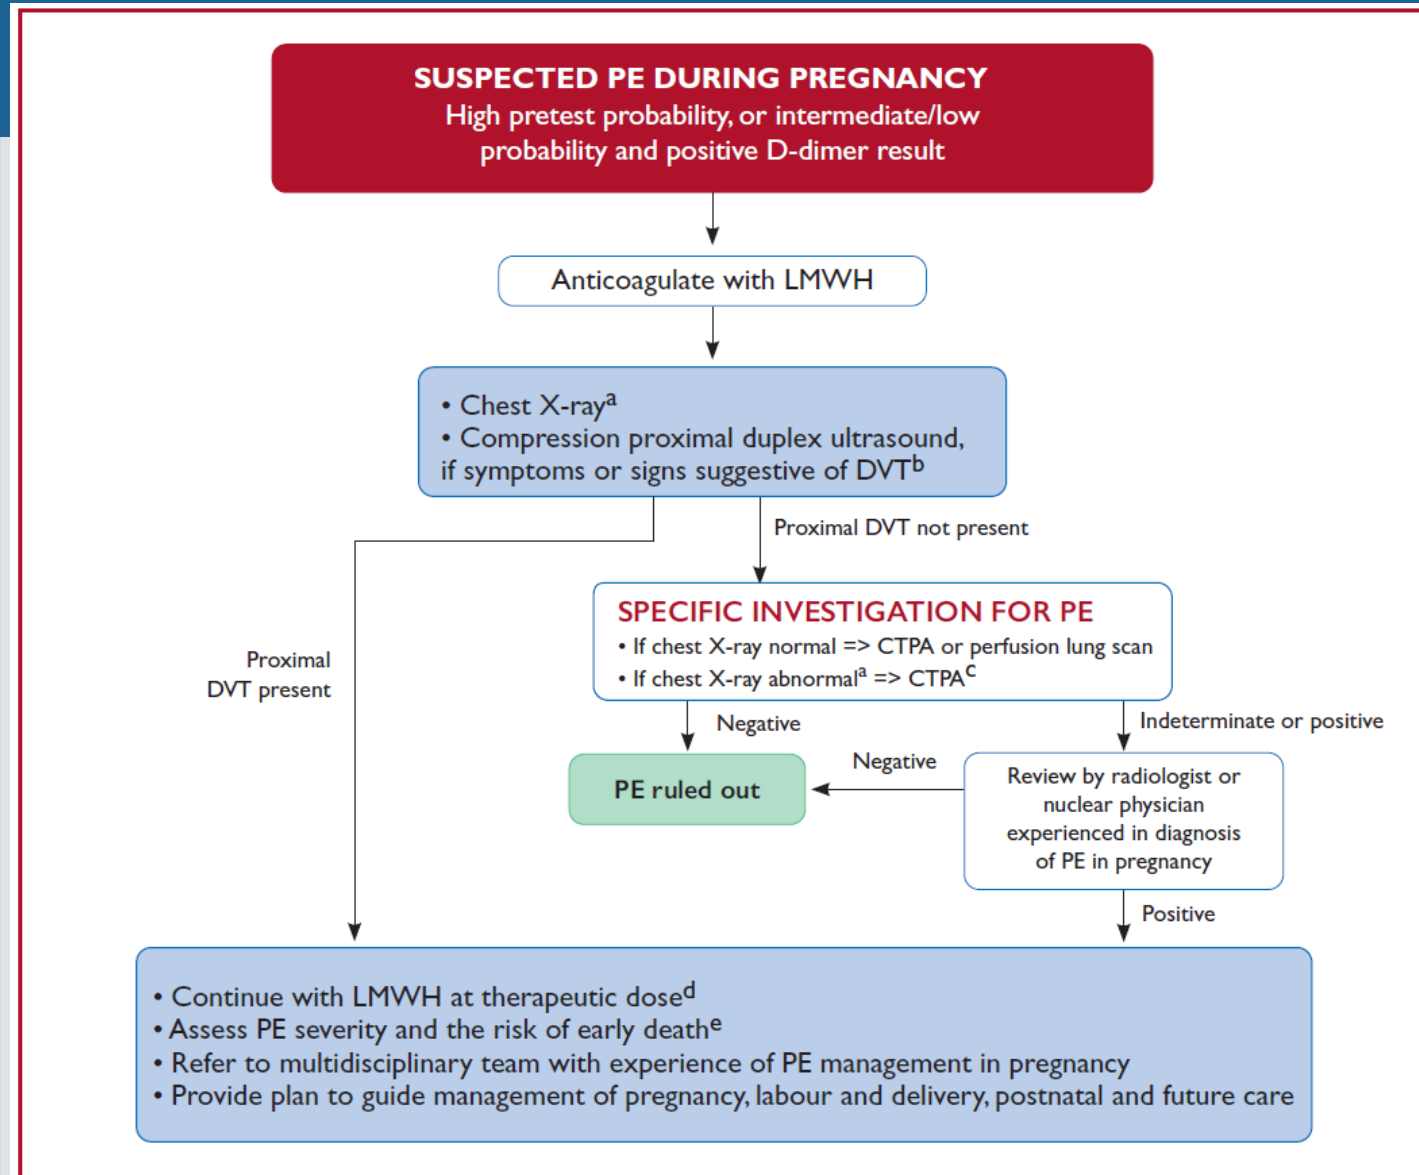 SUSPECTED PE DURING PREGNANCY
High pretest probability, or intermediate/low
probability and positive D-dimer result
Anticoagulate with LMWH
• Chest X-rayᵃ
• Compression proximal duplex ultrasound,
if symptoms or signs suggestive of DVTᵇ
Proximal DVT not present
Proximal
DVT present
SPECIFIC INVESTIGATION FOR PE
• If chest X-ray normal => CTPA or perfusion lung scan
• If chest X-ray abnormalᵃ => CTPAᶜ
Negative
Indeterminate or positive
PE ruled out
Negative
Review by radiologist or
nuclear physician
experienced in diagnosis
of PE in pregnancy
Positive
• Continue with LMWH at therapeutic doseᵈ
• Assess PE severity and the risk of early deathᵉ
• Refer to multidisciplinary team with experience of PE management in pregnancy
• Provide plan to guide management of pregnancy, labour and delivery, postnatal and future care